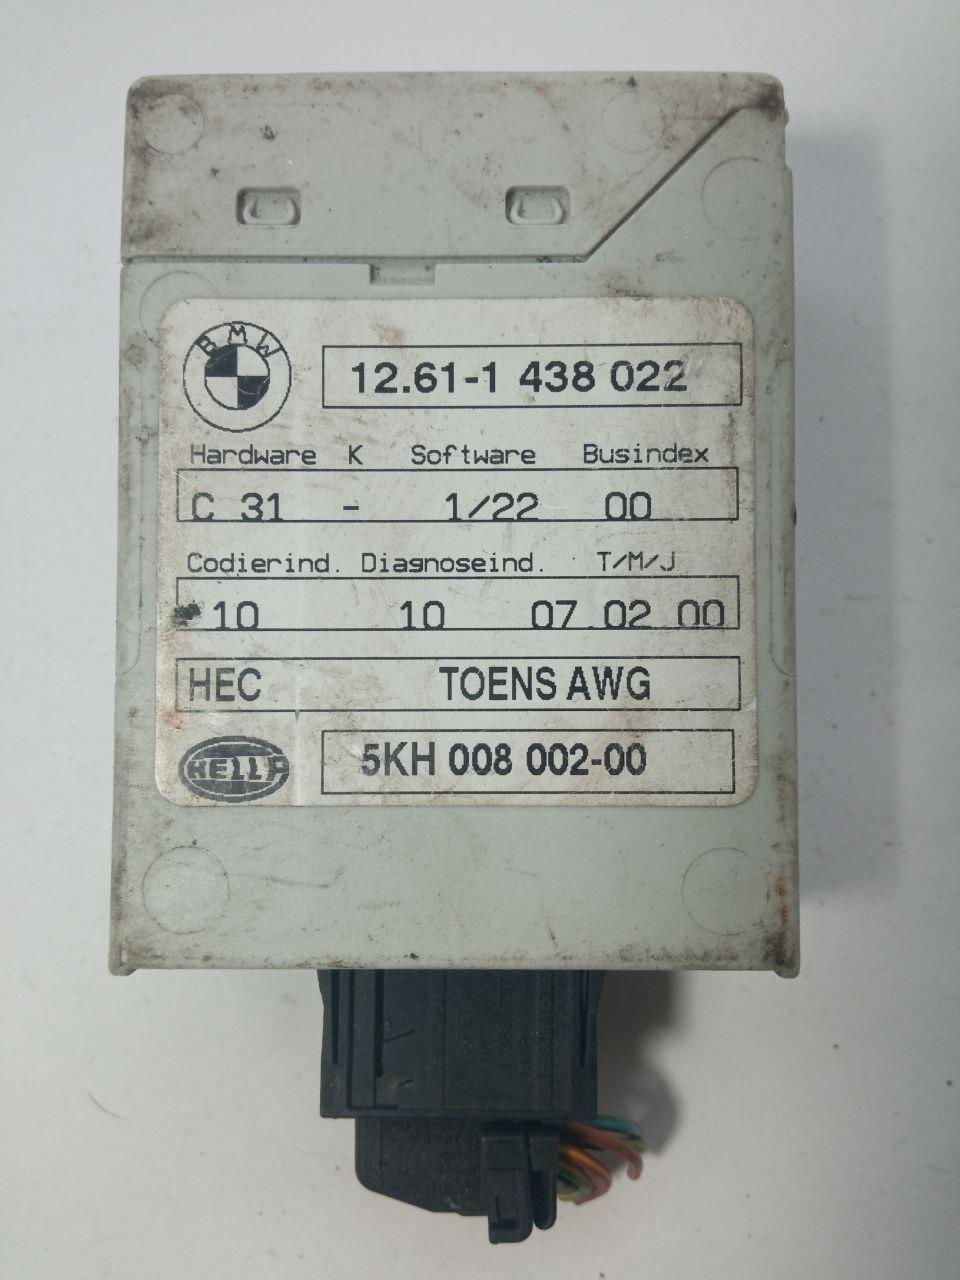 BMW
12.61-1 438 022
Hardware K Software Busindex
C 31 - 1/22 00
Codierind. Diagnoseind. T/M/J
10 10 07.02.00
HEC TOENS AWG
HELLA
5KH 008 002-00